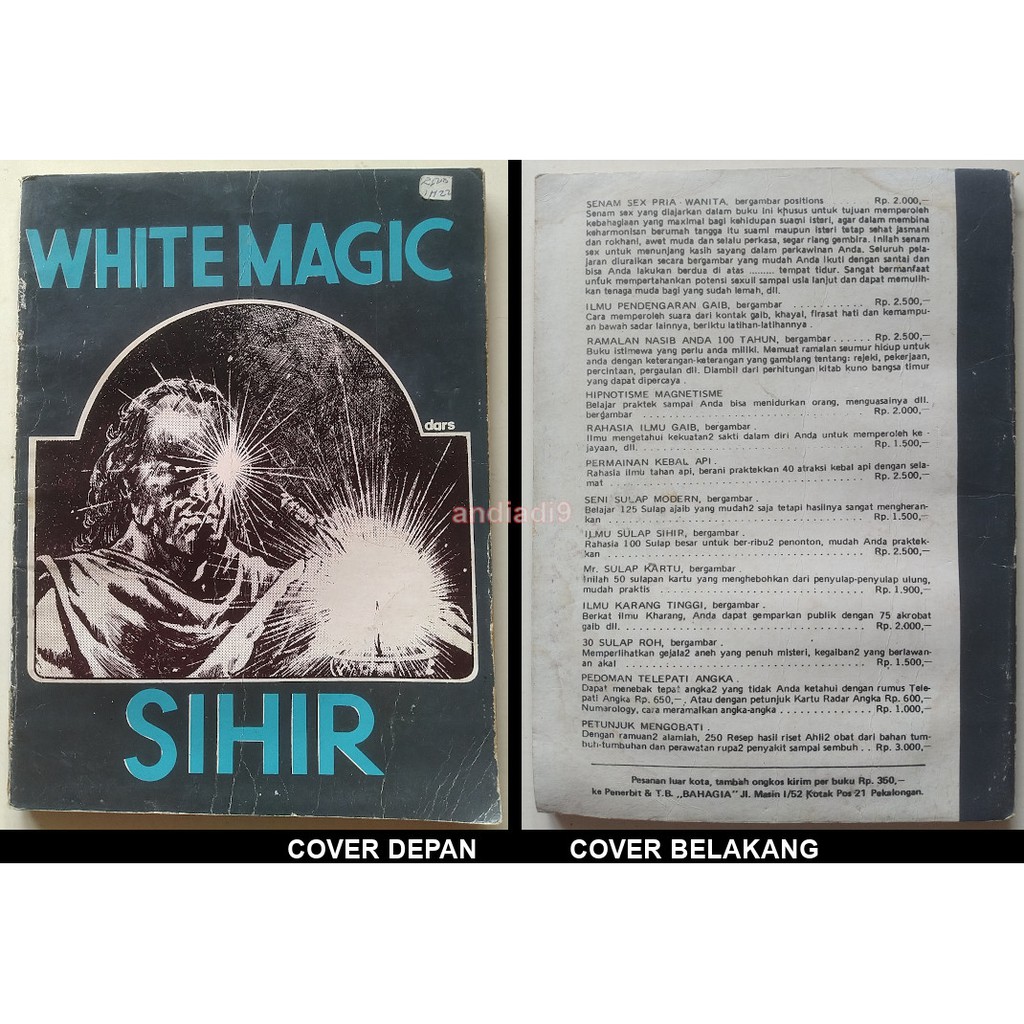 WHITE MAGIC
dars
SIHIR
COVER DEPAN
andiadi9
SENAM SEX PRIA - WANITA, bergambar positions ..... Rp. 2.000,—
Senam sex yang diajarkan dalam buku ini khusus untuk tujuan memperoleh
kebahagiaan yang maximal bagi kehidupan suami isteri, agar dalam membina
keharmonisan berumah tangga itu suami maupun isteri tetap sehat jasmani
dan rokhani, awet muda dan selalu perkasa, segar riang gembira. Inilah senam
sex untuk menunjang kasih sayang dalam perkawinan Anda. Seluruh pela-
jaran diuraikan secara bergambar yang mudah Anda ikuti dengan santai dan
bisa Anda lakukan berdua di atas ......... tempat tidur. Sangat bermanfaat
untuk mempertahankan potensi sexuil sampai usia lanjut dan dapat memulih-
kan tenaga muda bagi yang sudah lemah, dll.
ILMU PENDENGARAN GAIB, bergambar ............ Rp. 2.500,—
Cara memperoleh suara dari kontak gaib, khayal, firasat hati dan kemampu-
an bawah sadar lainnya, beriktu latihan-latihannya .
RAMALAN NASIB ANDA 100 TAHUN, bergambar ...... Rp. 2.500,—
Buku istimewa yang perlu anda miliki. Memuat ramalan seumur hidup untuk
anda dengan keterangan-keterangan yang gamblang tentang: rejeki, pekerjaan,
percintaan, pergaulan dll. Diambil dari perhitungan kitab kuno bangsa timur
yang dapat dipercaya .
HIPNOTISME MAGNETISME
Belajar praktek sampai Anda bisa menidurkan orang, menguasainya dll.
bergambar .............................. Rp. 2.000,—
RAHASIA ILMU GAIB, bergambar .
Ilmu mengetahui kekuatan2 sakti dalam diri Anda untuk memperoleh ke -
jayaan, dll. .............................. Rp. 1.500,—
PERMAINAN KEBAL API .
Rahasia ilmu tahan api, berani praktekkan 40 atraksi kebal api dengan sela-
mat .............................. Rp. 2.500,—
SENI SULAP MODERN, bergambar .
Belajar 125 Sulap ajaib yang mudah2 saja tetapi hasilnya sangat mengheran-
kan .............................. Rp. 1.500,—
ILMU SULAP SIHIR, bergambar .
Rahasia 100 Sulap besar untuk ber-ribu2 penonton, mudah Anda praktek-
kan .............................. Rp. 2.500,—
Mr. SULAP KARTU, bergambar .
Inilah 50 sulapan kartu yang menghebohkan dari penyulap-penyulap ulung,
mudah praktis .............................. Rp. 1.900,—
ILMU KARANG TINGGI, bergambar .
Berkat ilmu Kharang, Anda dapat gemparkan publik dengan 75 akrobat
gaib dll. .............................. Rp. 2.000,—
30 SULAP ROH, bergambar .
Memperlihatkan gejala2 aneh yang penuh misteri, kegaiban2 yang berlawan-
an akal .............................. Rp. 1.500,—
PEDOMAN TELEPATI ANGKA .
Dapat menebak tepat angka2 yang tidak Anda ketahui dengan rumus Tele-
pati Angka Rp. 650,—. Atau dengan petunjuk Kartu Radar Angka Rp. 600,—
Numarology, cara meramalkan angka-angka ............ Rp. 1.000,—
PETUNJUK MENGOBATI .
Dengan ramuan2 alamiah, 250 Resep hasil riset Ahli2 obat dari bahan tum-
buh-tumbuhan dan perawatan rupa2 penyakit sampai sembuh .. Rp. 3.000,—
Pesanan luar kota, tambah ongkos kirim per buku Rp. 350,—
ke Penerbit & T.B. „BAHAGIA" Jl. Masin I/52 Kotak Pos 21 Pekalongan.
COVER BELAKANG